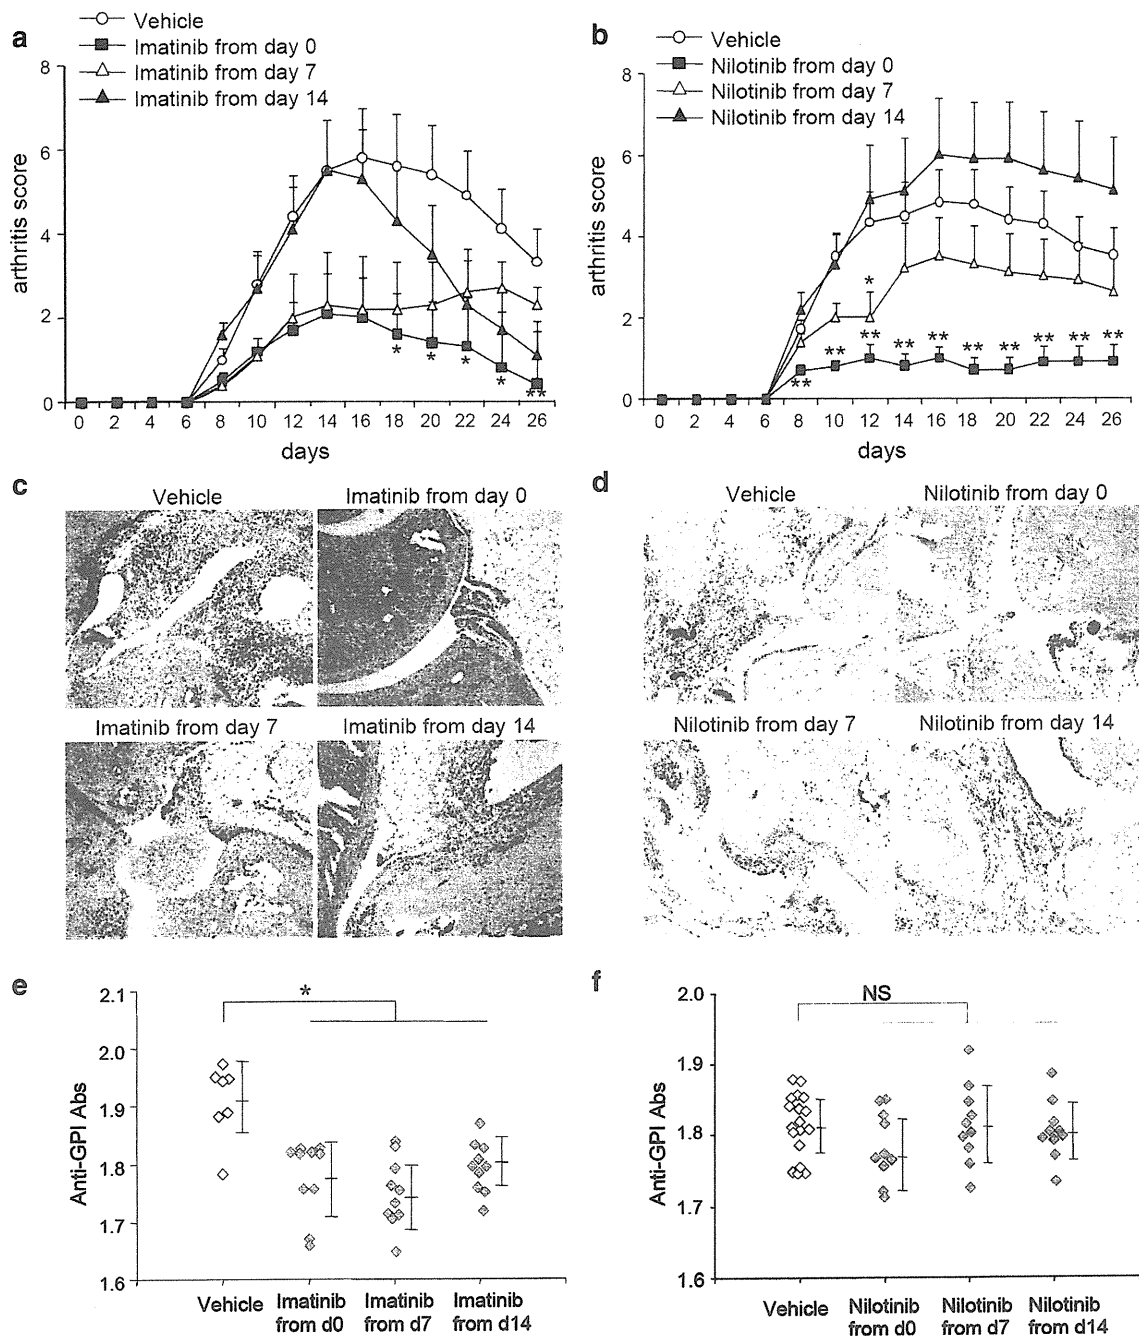 a
Vehicle
Imatinib from day 0
Imatinib from day 7
Imatinib from day 14
8
6
4
2
0
arthritis score
*
*
*
*
**
0 2 4 6 8 10 12 14 16 18 20 22 24 26
days
b
Vehicle
Nilotinib from day 0
Nilotinib from day 7
Nilotinib from day 14
8
6
4
2
0
arthritis score
*
**
**
**
**
**
**
**
**
**
**
0 2 4 6 8 10 12 14 16 18 20 22 24 26
days
c
Vehicle
Imatinib from day 0
Imatinib from day 7
Imatinib from day 14
d
Vehicle
Nilotinib from day 0
Nilotinib from day 7
Nilotinib from day 14
e
2.1
2.0
1.9
1.8
1.7
1.6
Anti-GPI Abs
*
Vehicle
Imatinib
from d0
Imatinib
from d7
Imatinib
from d14
f
2.0
1.9
1.8
1.7
1.6
Anti-GPI Abs
NS
Vehicle
Nilotinib
from d0
Nilotinib
from d7
Nilotinib
from d14